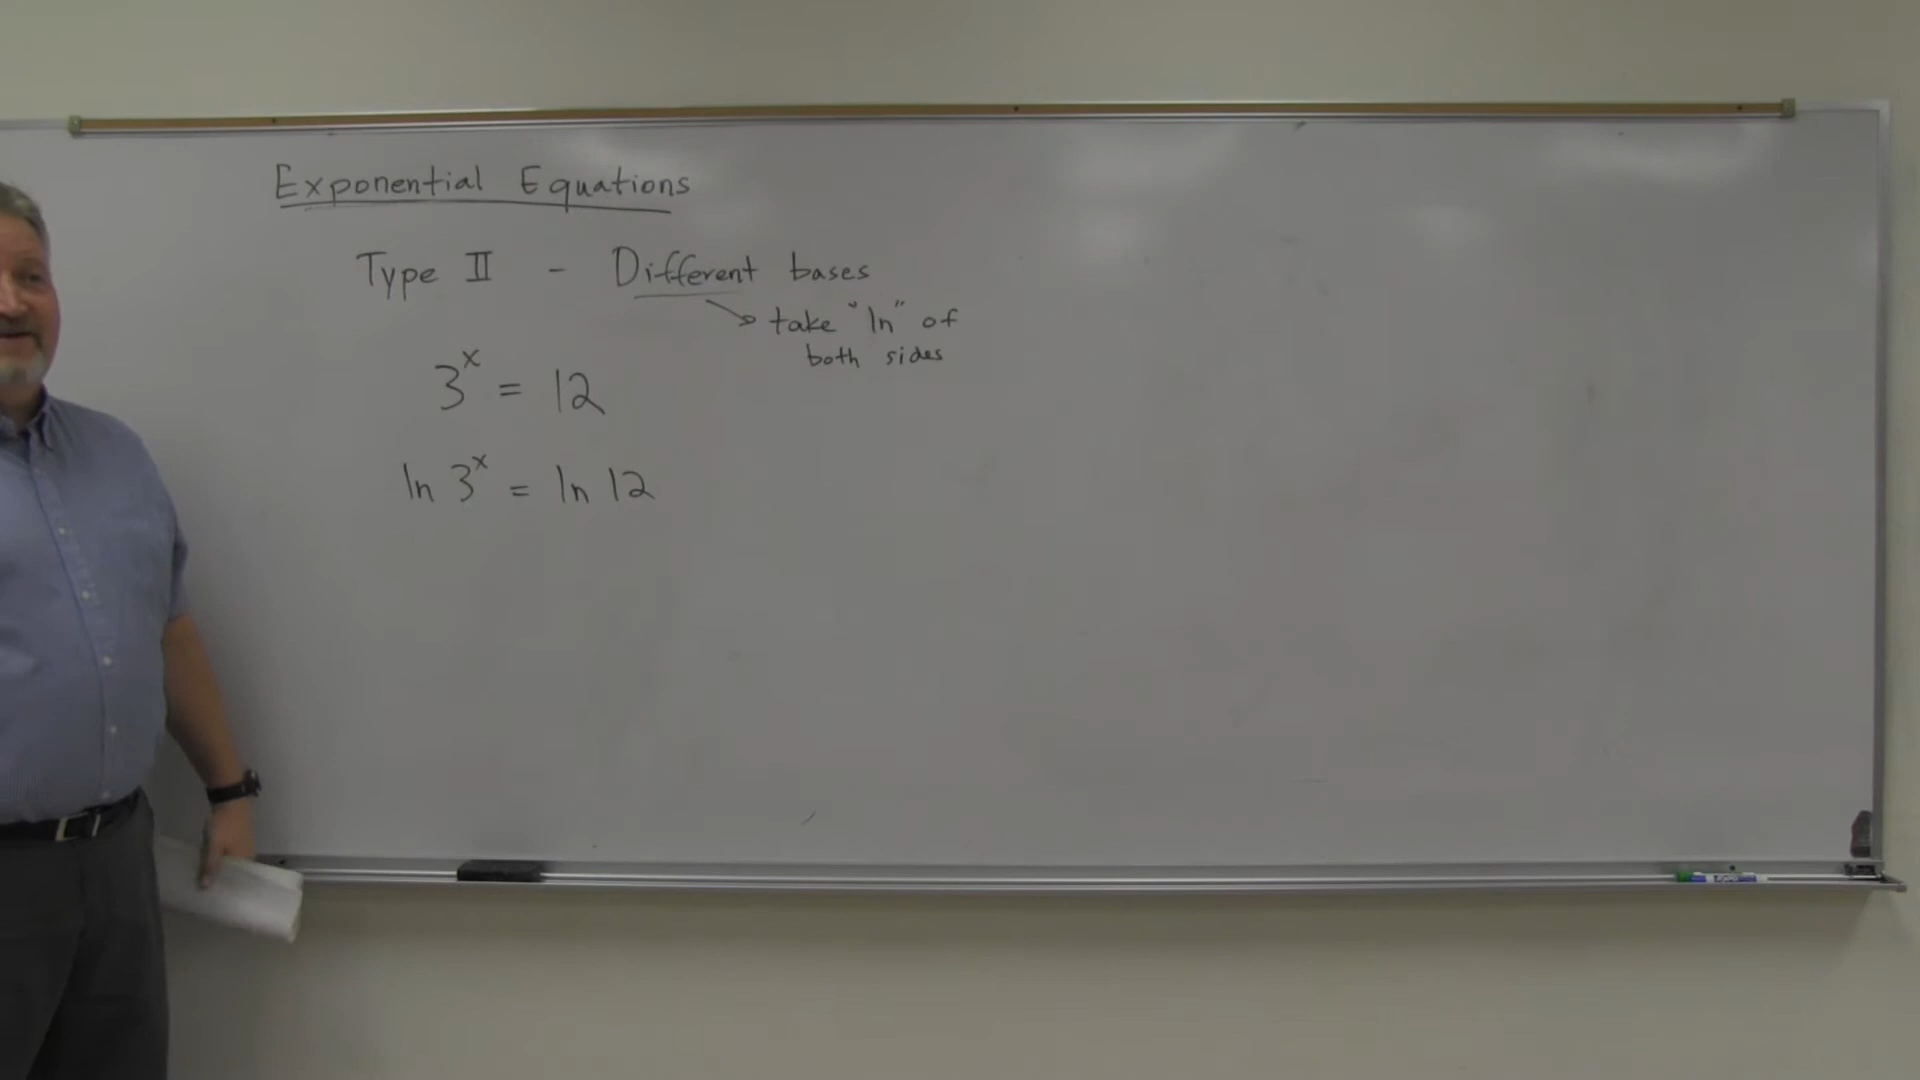 Exponential Equations
Type II - Different bases
take "ln" of
both sides
3^x = 12
ln 3^x = ln 12